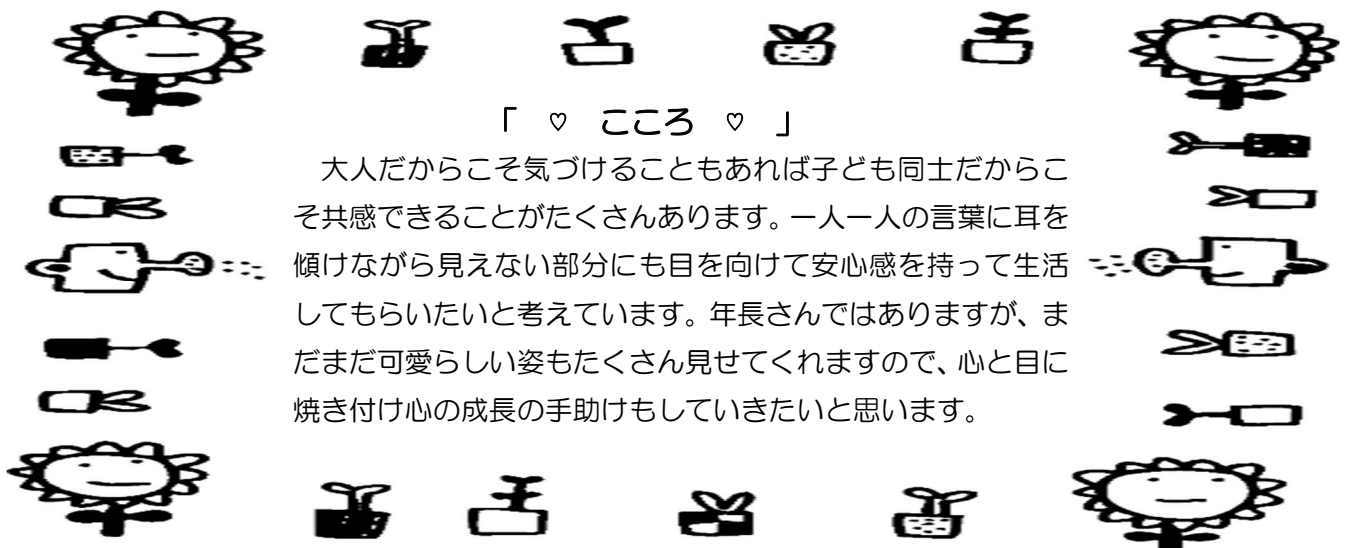 「 ♡ こころ ♡ 」
大人だからこそ気づけることもあれば子ども同士だからこ
そ共感できることがたくさんあります。一人一人の言葉に耳を
傾けながら見えない部分にも目を向けて安心感を持って生活
してもらいたいと考えています。年長さんではありますが、ま
だまだ可愛らしい姿もたくさん見せてくれますので、心と目に
焼き付け心の成長の手助けもしていきたいと思います。